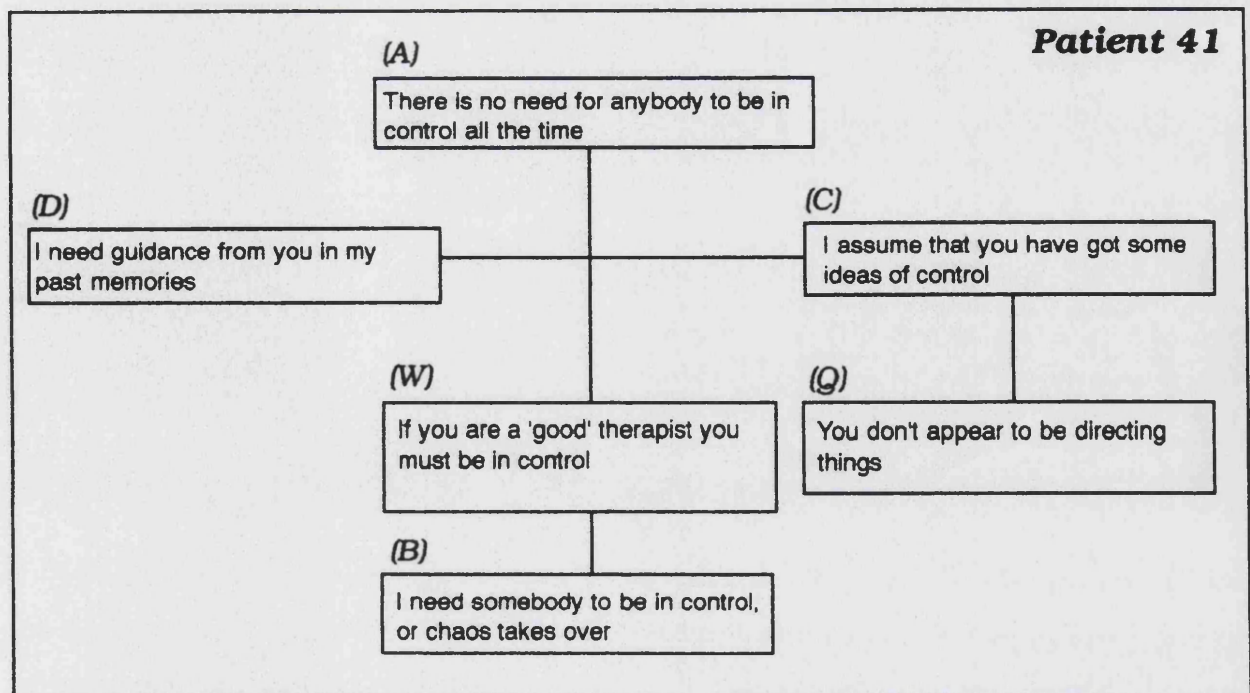 Patient 41
(A)
There is no need for anybody to be in
control all the time
(D)
I need guidance from you in my
past memories
(C)
I assume that you have got some
ideas of control
(W)
If you are a 'good' therapist you
must be in control
(Q)
You don't appear to be directing
things
(B)
I need somebody to be in control,
or chaos takes over